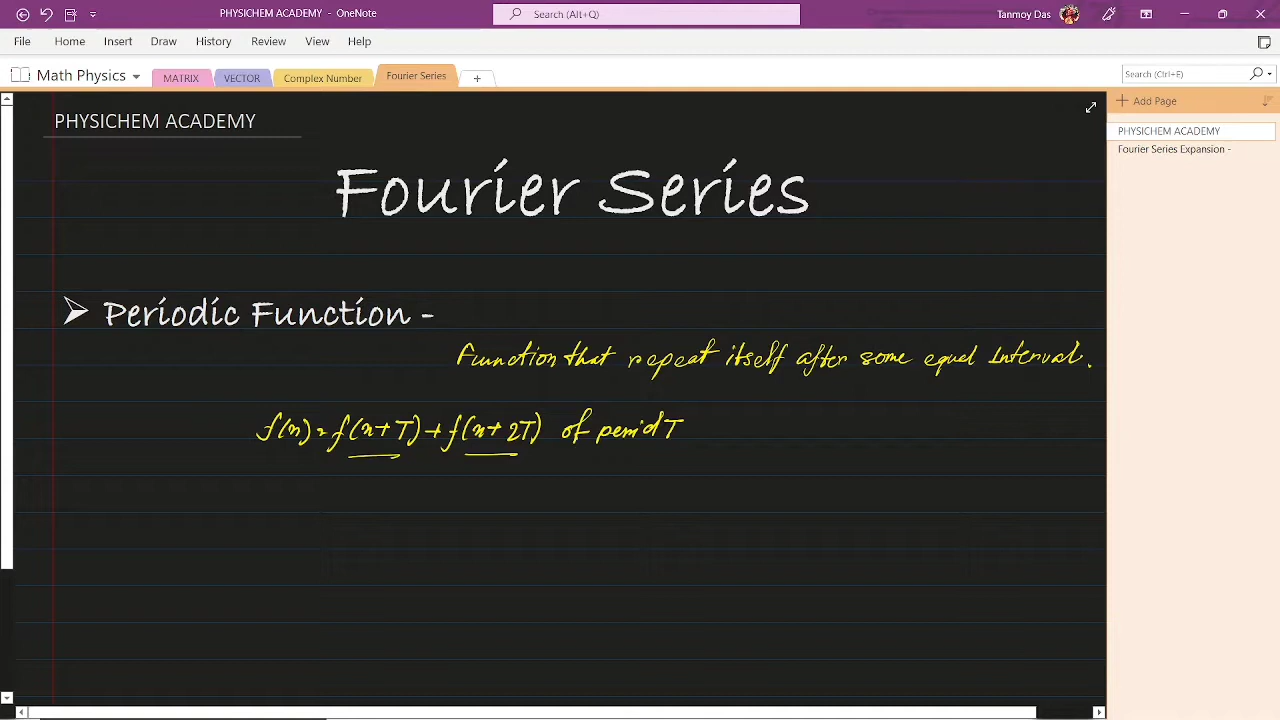 PHYSICHEM ACADEMY - OneNote
Search (Alt+Q)
Tanmoy Das
File Home Insert Draw History Review View Help
Math Physics MATRIX VECTOR Complex Number Fourier Series +
Search (Ctrl+E)
Add Page
PHYSICHEM ACADEMY
Fourier Series Expansion -
PHYSICHEM ACADEMY
Fourier Series
➢ Periodic Function -
Function that repeat itself after some equal Interval.
f(x) = f(x+T) + f(x+2T) of period T